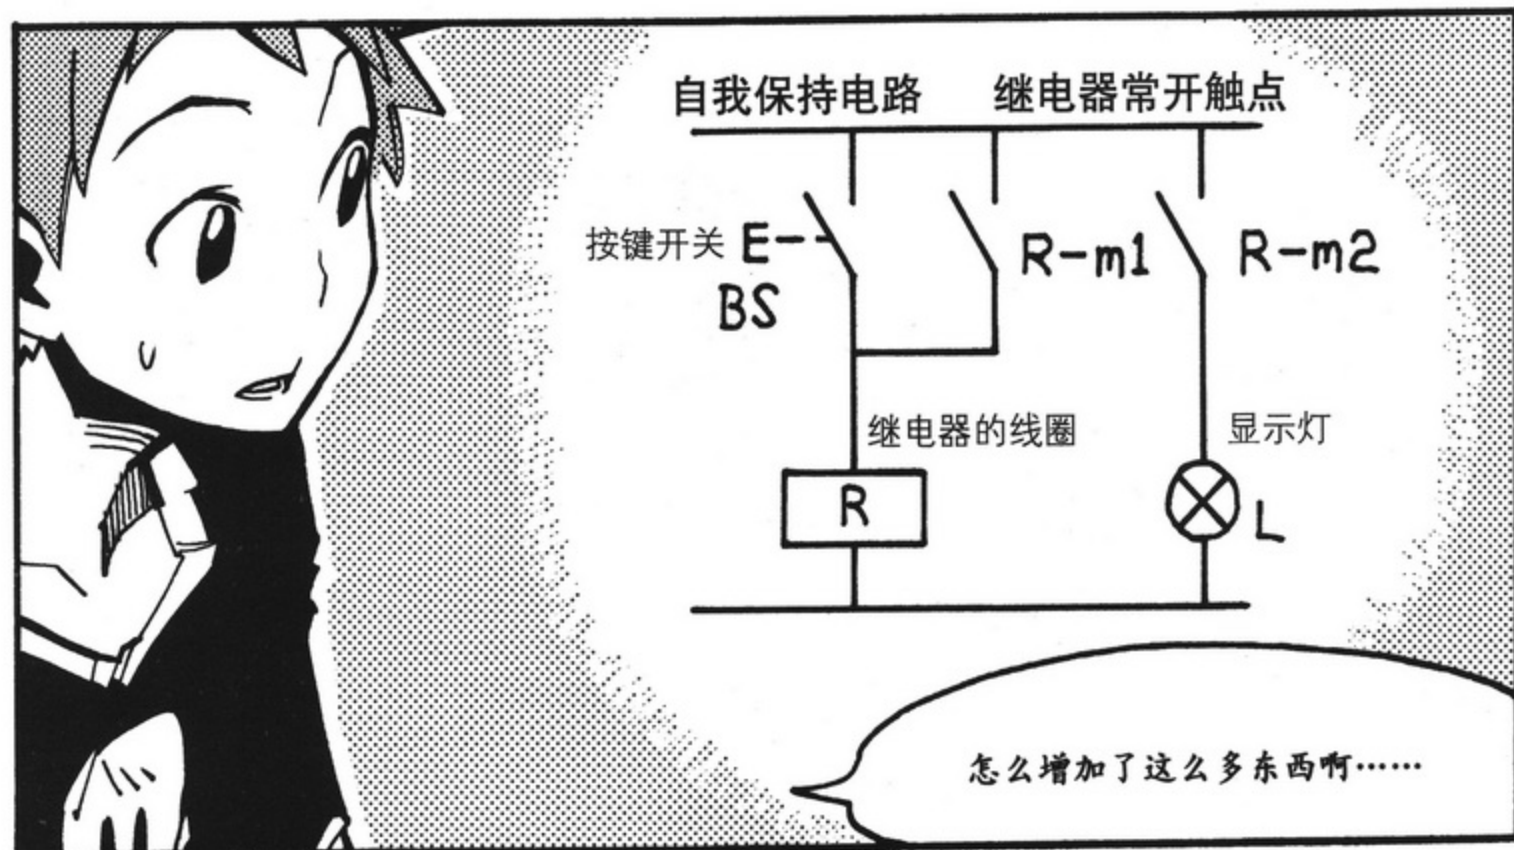 自我保持电路 继电器常开触点
按键开关 E
BS
R-m1
R-m2
继电器的线圈
显示灯
R
L
怎么增加了这么多东西啊……